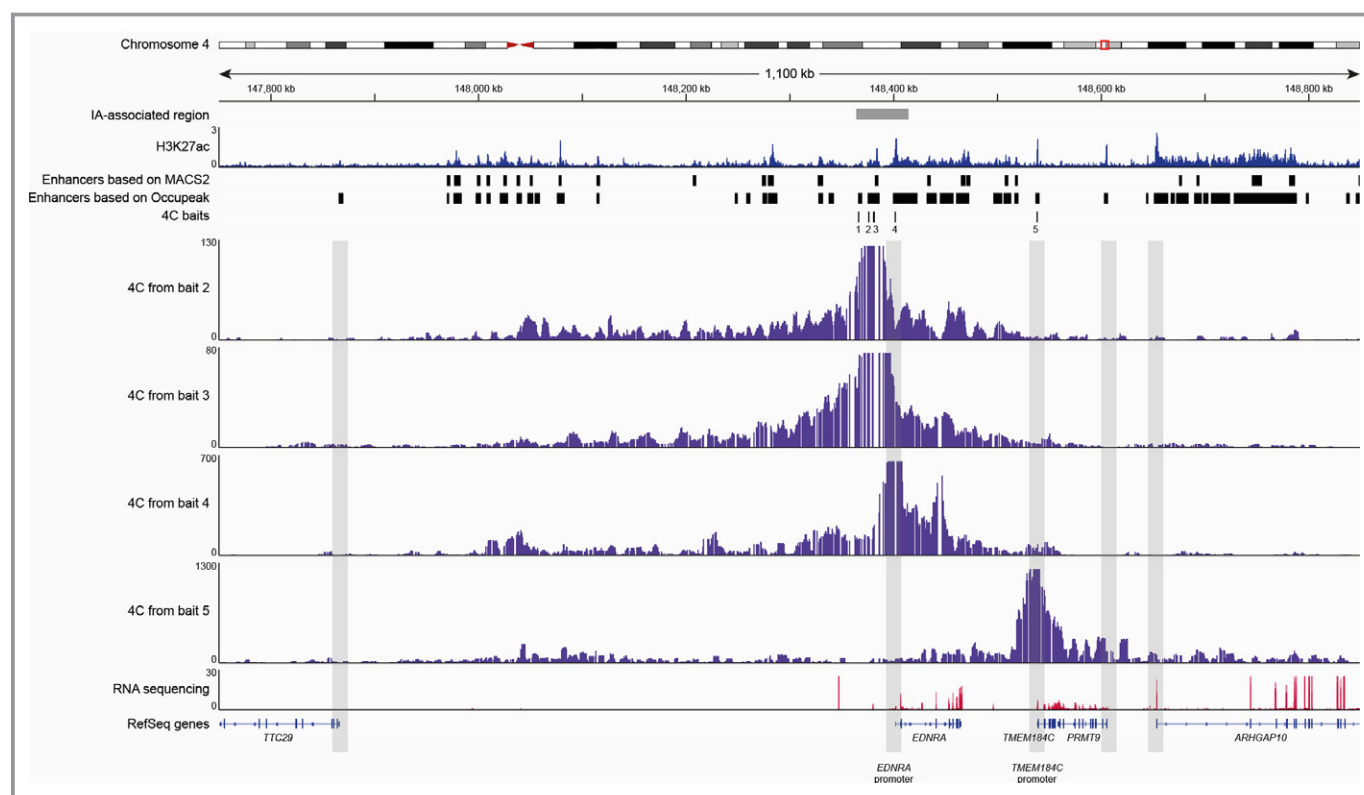 Chromosome 4
1,100 kb
147,800 kb 148,000 kb 148,200 kb 148,400 kb 148,600 kb 148,800 kb
IA-associated region
3
H3K27ac
0
Enhancers based on MACS2
Enhancers based on Occupeak
4C baits
1 2 3 4 5
130
4C from bait 2
0
80
4C from bait 3
0
700
4C from bait 4
0
1300
4C from bait 5
0
30
RNA sequencing
0
RefSeq genes
TTC29 EDNRA TMEM184C PRMT9 ARHGAP10
EDNRA TMEM184C
promoter promoter